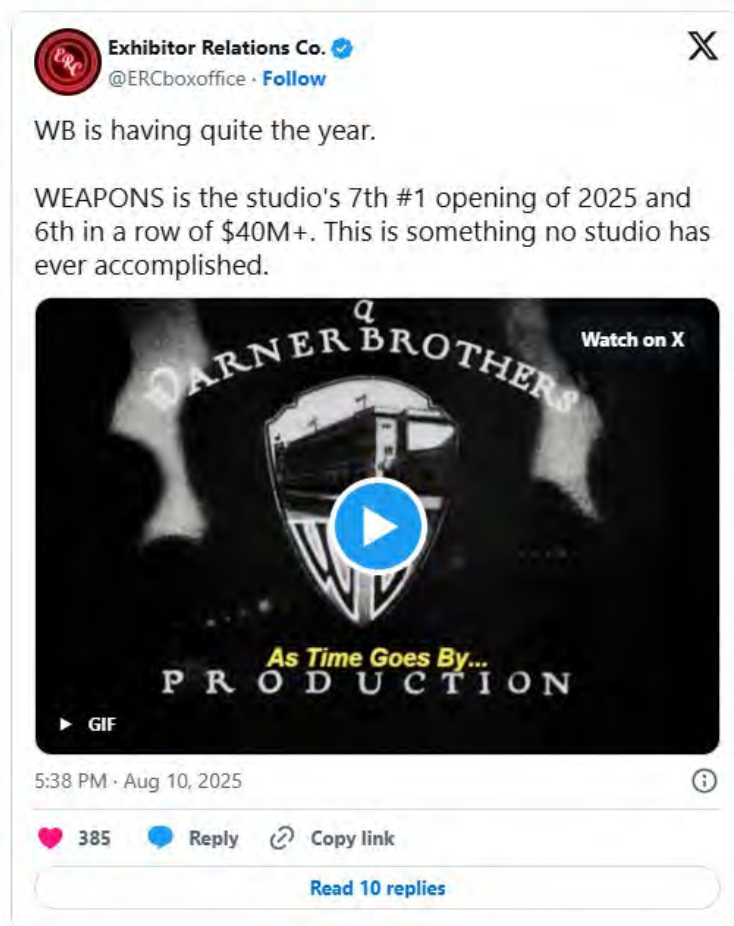 Exhibitor Relations Co.
@ERCboxoffice · Follow
X
WB is having quite the year.
WEAPONS is the studio's 7th #1 opening of 2025 and
6th in a row of $40M+. This is something no studio has
ever accomplished.
ERC
Watch on X
a
WARNER BROTHERS
W B
As Time Goes By...
PRODUCTION
GIF
5:38 PM · Aug 10, 2025
385 Reply Copy link
Read 10 replies